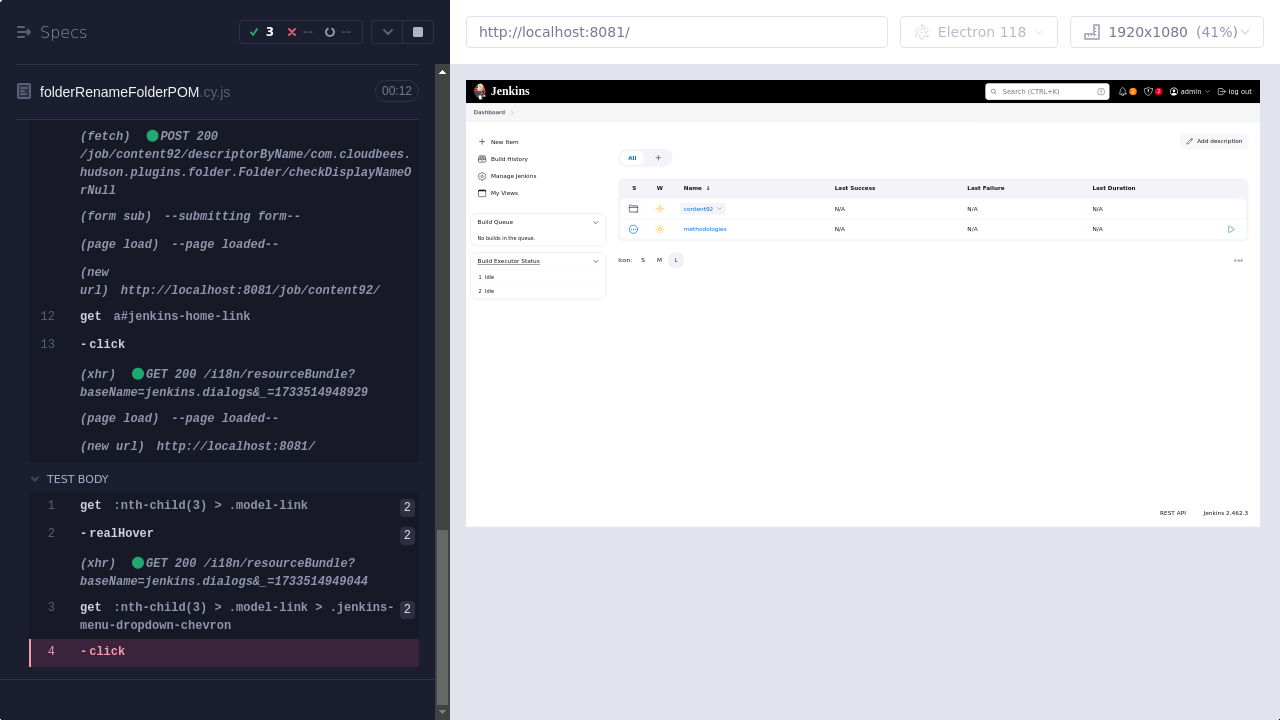 Specs
3
--
--
folderRenameFolderPOM.cy.js
00:12
(fetch) POST 200
/job/content92/descriptorByName/com.cloudbees.
hudson.plugins.folder.Folder/checkDisplayNameO
rNull
(form sub) --submitting form--
(page load) --page loaded--
(new
url) http://localhost:8081/job/content92/
12 get a#jenkins-home-link
13 -click
(xhr) GET 200 /i18n/resourceBundle?
baseName=jenkins.dialogs&_=1733514948929
(page load) --page loaded--
(new url) http://localhost:8081/
TEST BODY
1 get :nth-child(3) > .model-link 2
2 -realHover 2
(xhr) GET 200 /i18n/resourceBundle?
baseName=jenkins.dialogs&_=1733514949044
3 get :nth-child(3) > .model-link > .jenkins- 2
menu-dropdown-chevron
4 -click
http://localhost:8081/
Electron 118
1920x1080 (41%)
Jenkins
Search (CTRL+K)
2
2
admin
log out
Dashboard
New Item
Build History
Manage Jenkins
My Views
Build Queue
No builds in the queue.
Build Executor Status
1 Idle
2 Idle
Add description
All +
S W Name ↓ Last Success Last Failure Last Duration
content92 N/A N/A N/A
methodologies N/A N/A N/A
Icon: S M L
REST API Jenkins 2.462.3